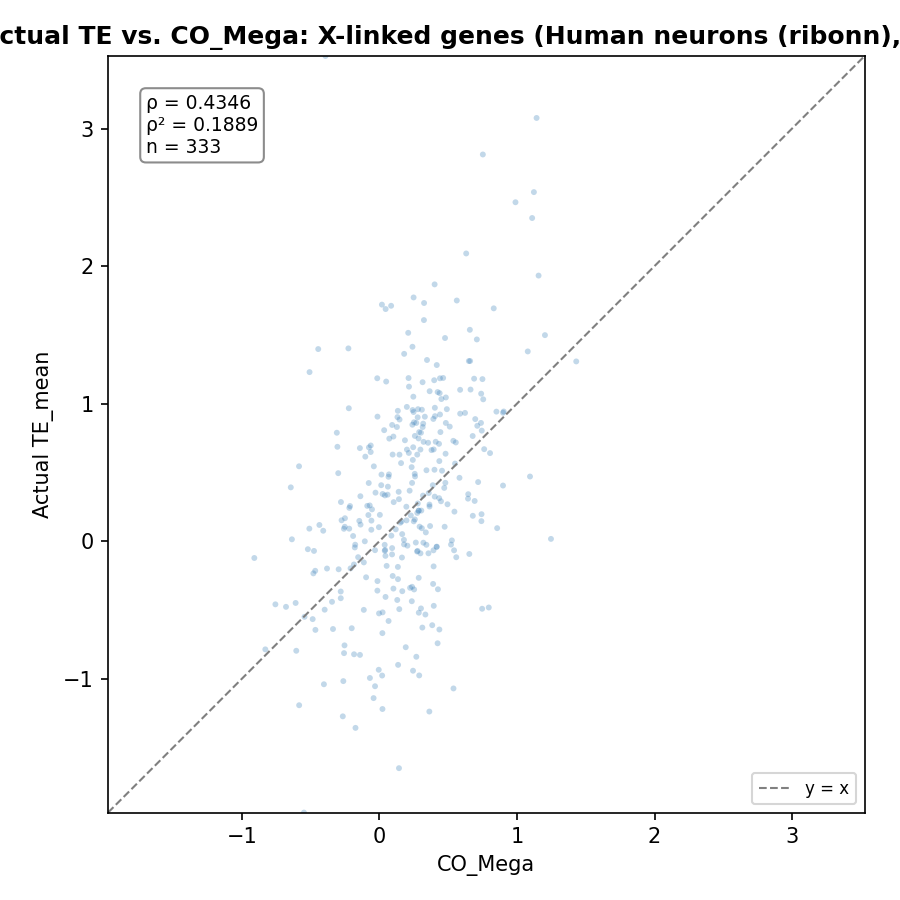 ctual TE vs. CO_Mega: X-linked genes (Human neurons (ribonn),
ρ = 0.4346
ρ² = 0.1889
n = 333
3
2
1
0
−1
Actual TE_mean
y = x
−1
0
1
2
3
CO_Mega